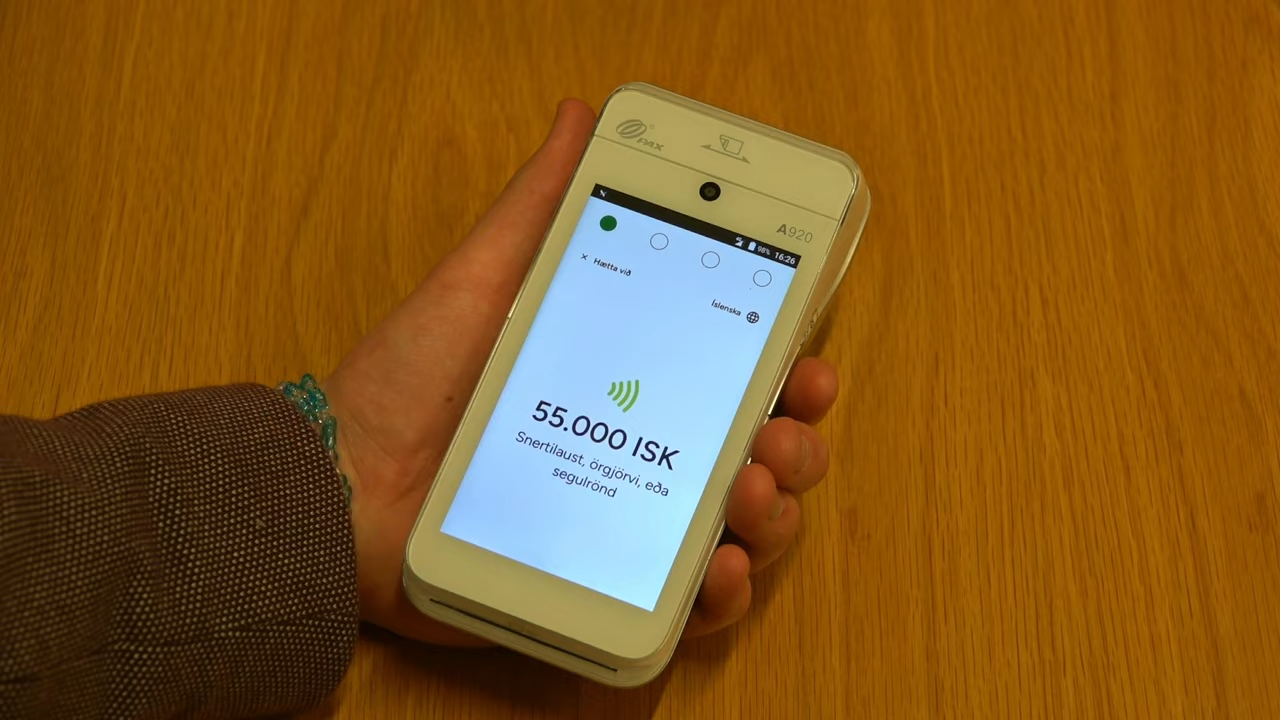 PAX
A920
98% 16:26
× Hætta við
Íslenska
55.000 ISK
Snertilaust, örgjörvi, eða
segulrönd